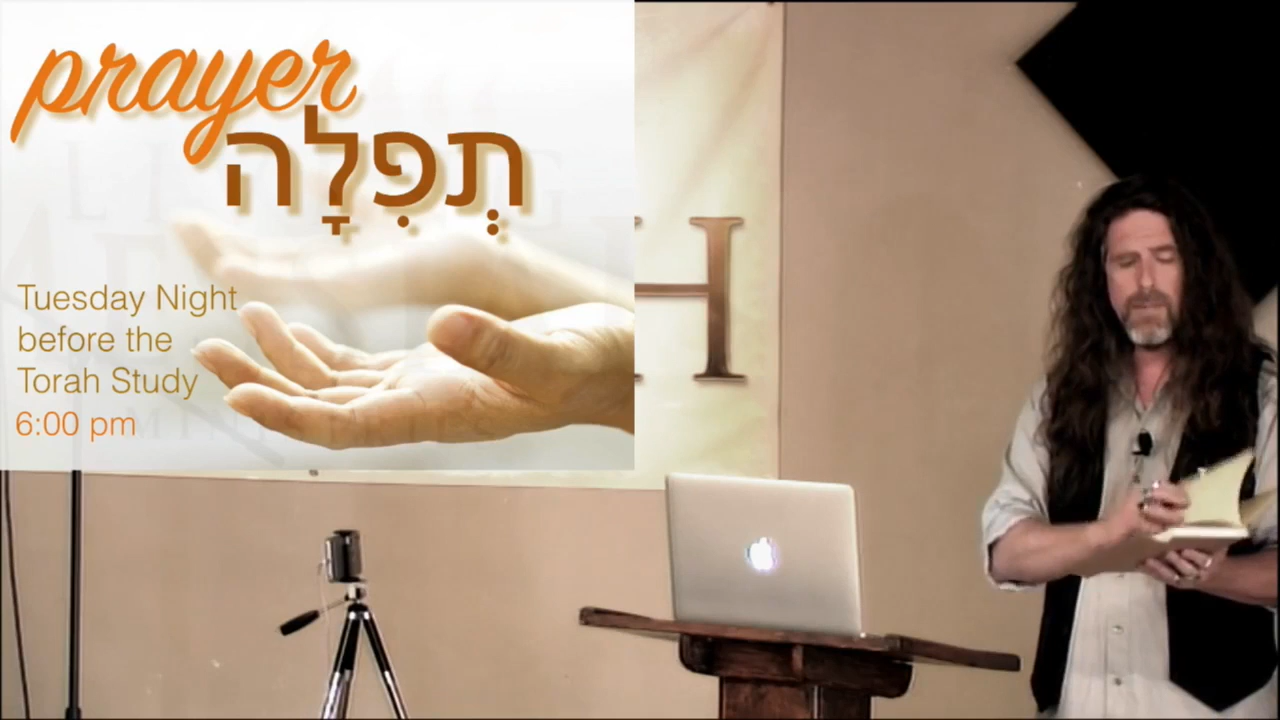 prayer
תְפִלָּה
Tuesday Night
before the
Torah Study
6:00 pm
H